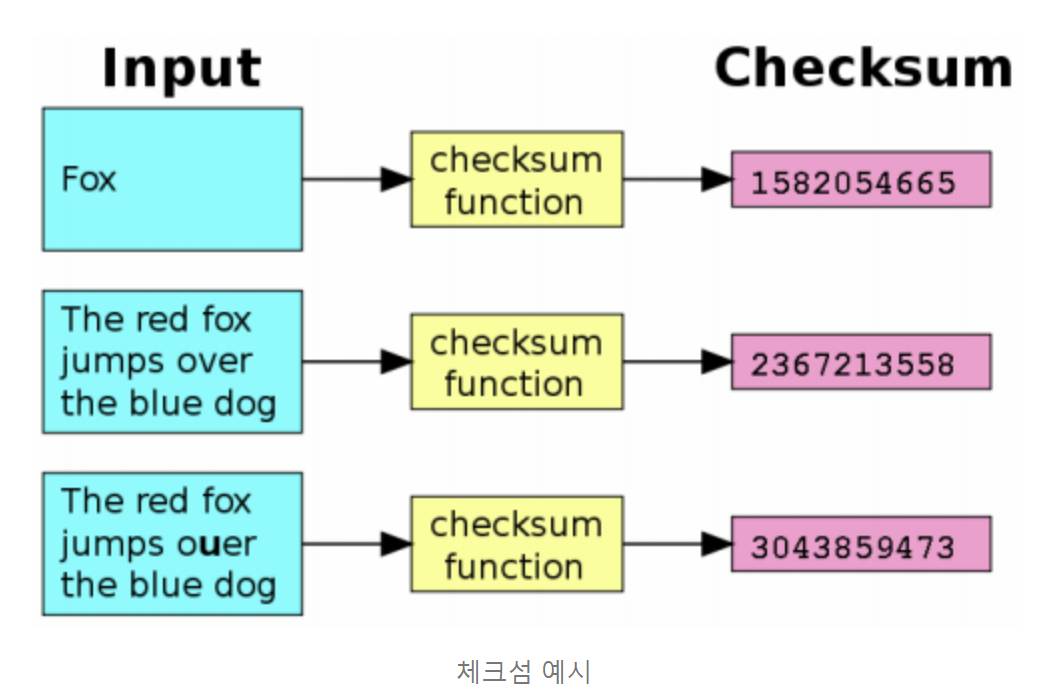 Input
Checksum
Fox
checksum
function
1582054665
The red fox
jumps over
the blue dog
checksum
function
2367213558
The red fox
jumps ouer
the blue dog
checksum
function
3043859473
체크섬 예시